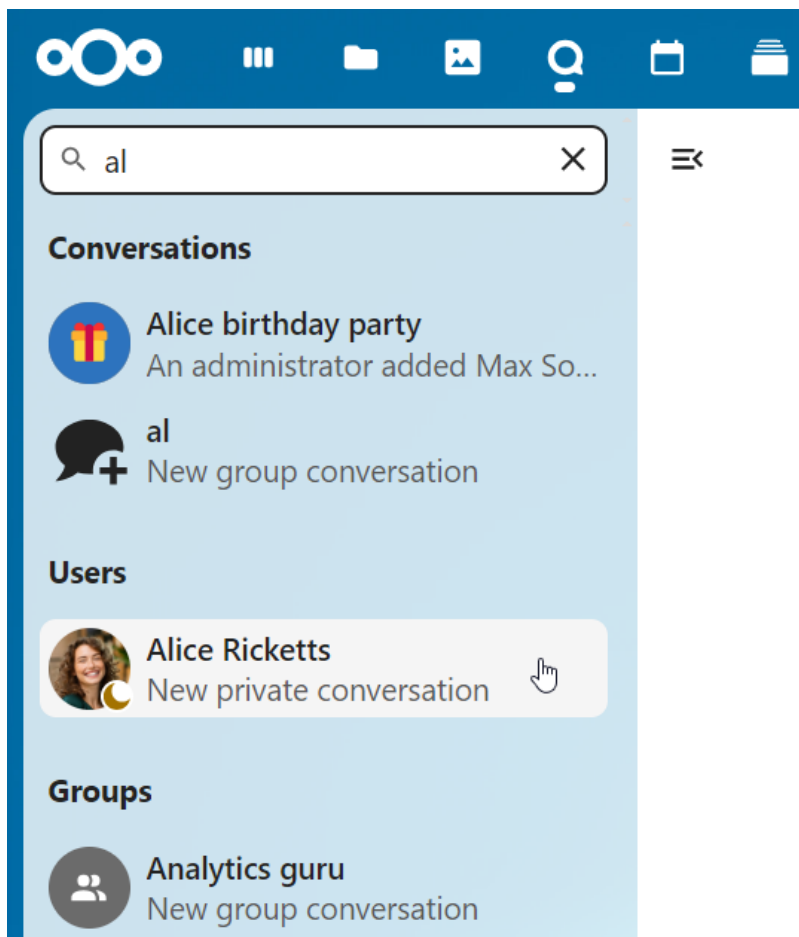 al
Conversations
Alice birthday party
An administrator added Max So...
al
New group conversation
Users
Alice Ricketts
New private conversation
Groups
Analytics guru
New group conversation